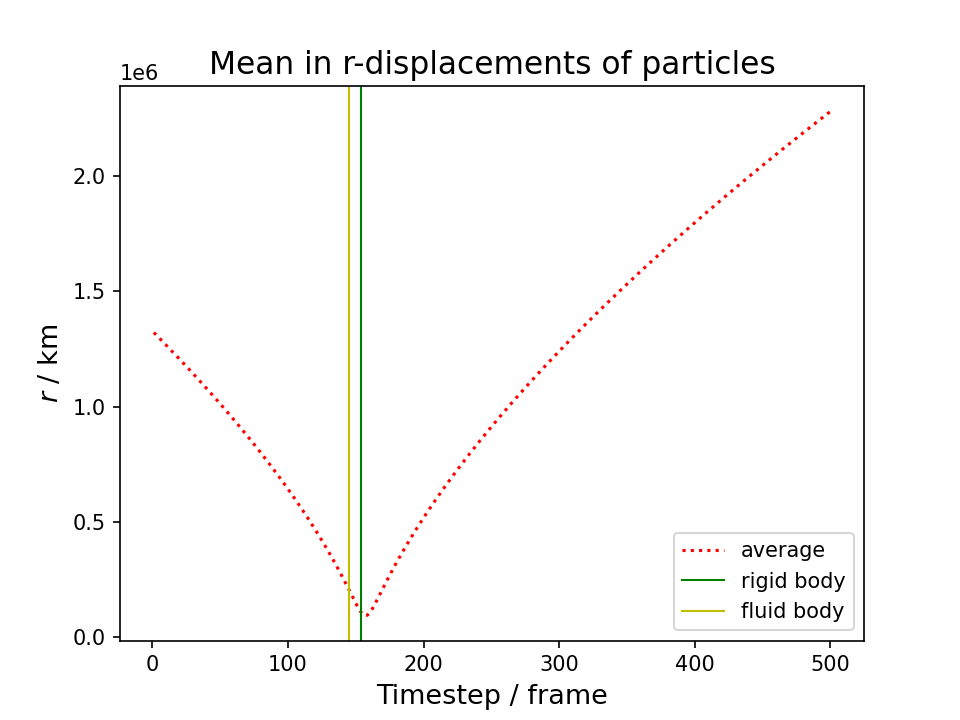 Mean in r-displacements of particles
1e6
2.0
1.5
1.0
0.5
0.0
r / km
0 100 200 300 400 500
Timestep / frame
average
rigid body
fluid body